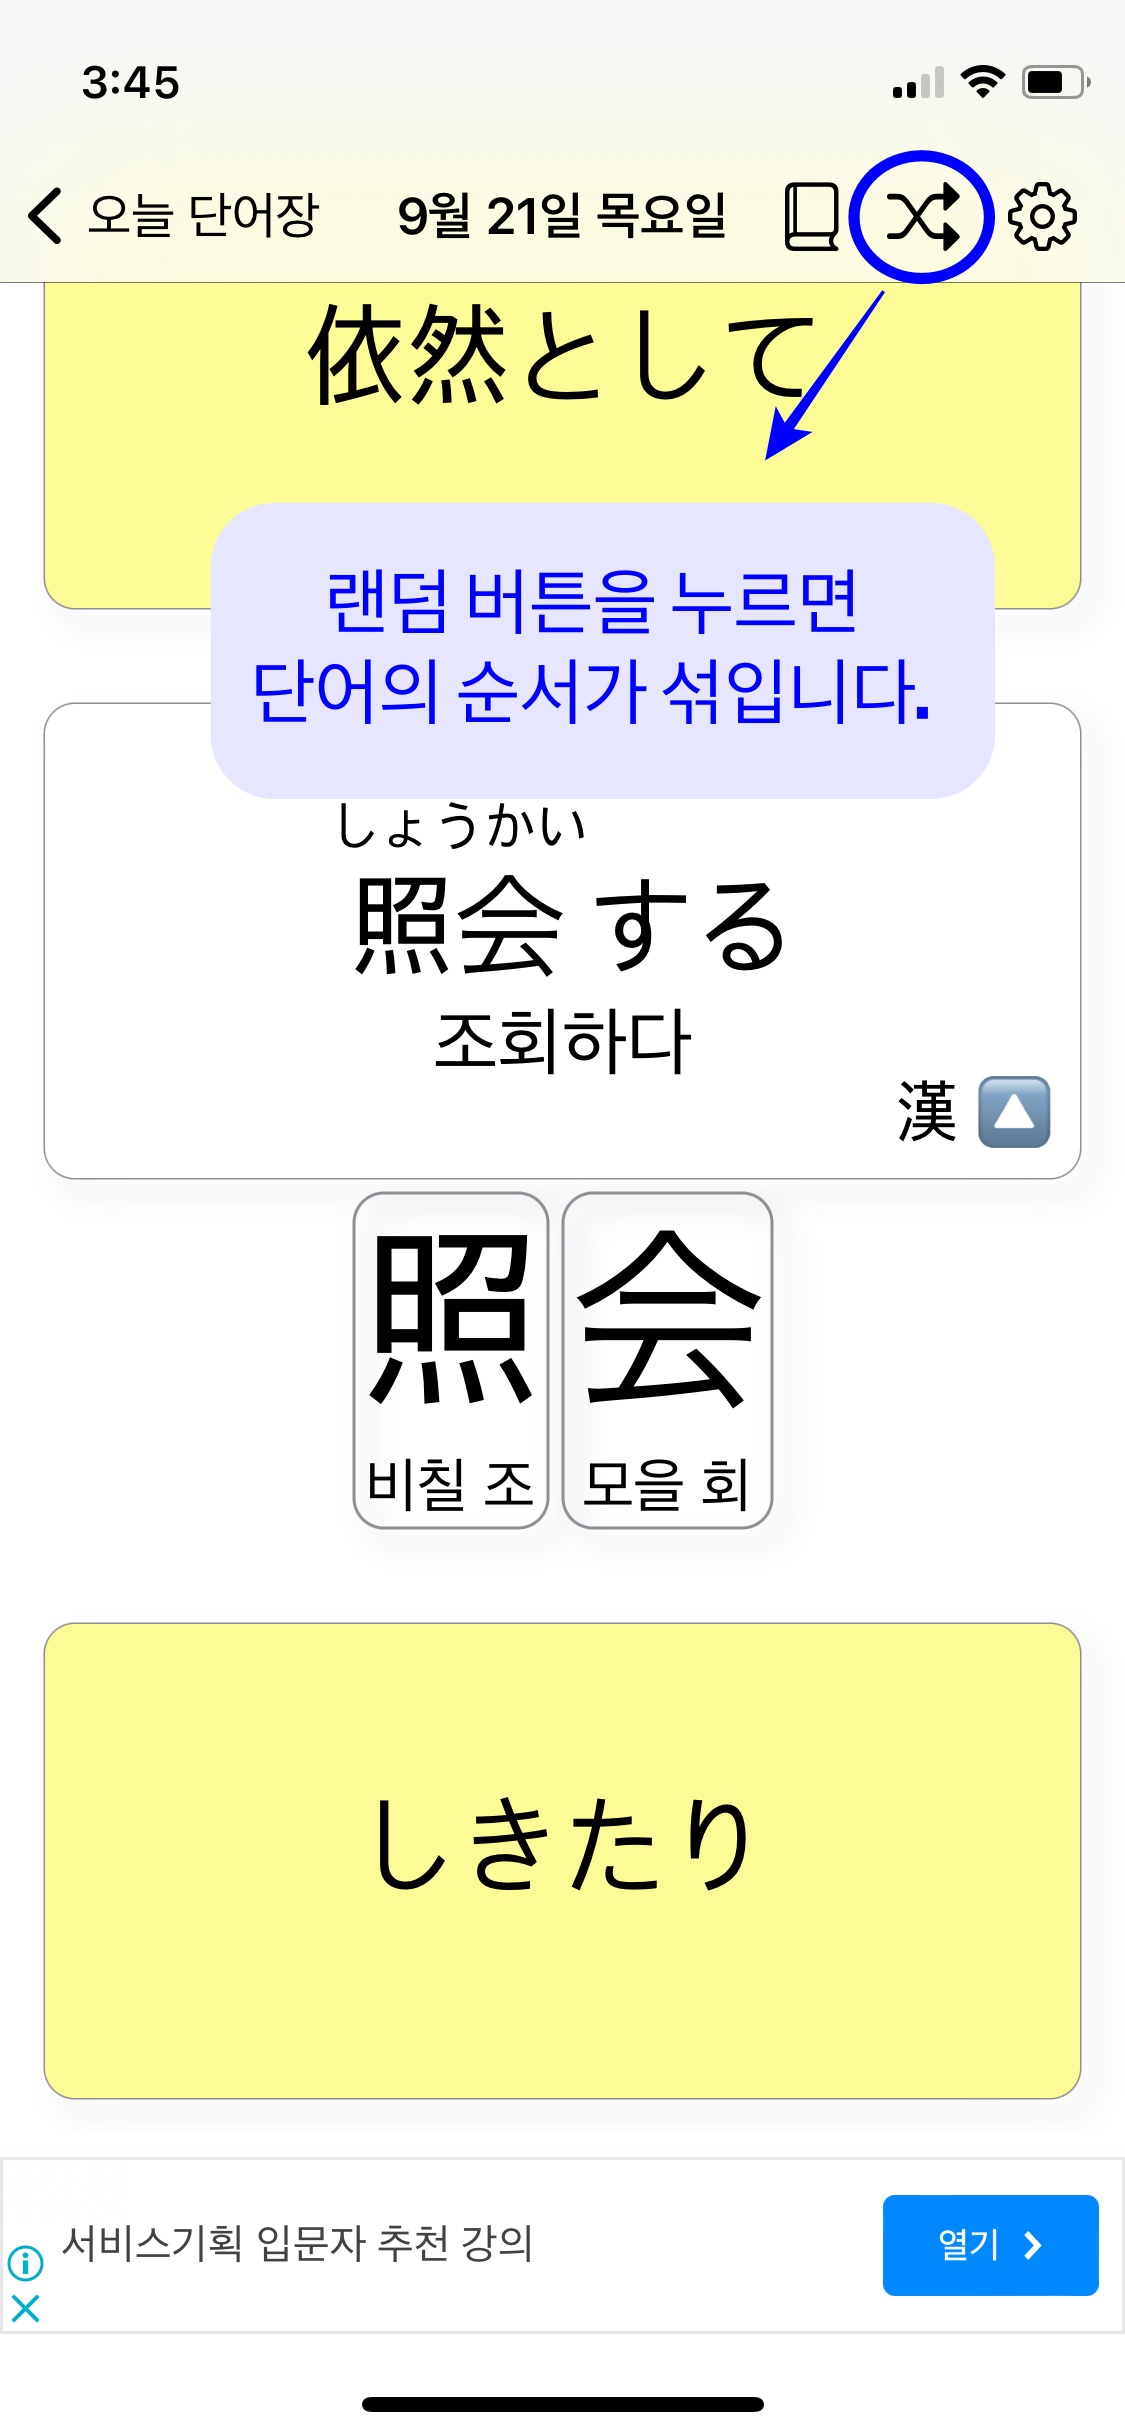 3:45
오늘 단어장 9월 21일 목요일
依然として
랜덤 버튼을 누르면
단어의 순서가 섞입니다.
しょうかい
照会 する
조회하다
漢
照 会
비칠 조 모을 회
しきたり
서비스기획 입문자 추천 강의
열기